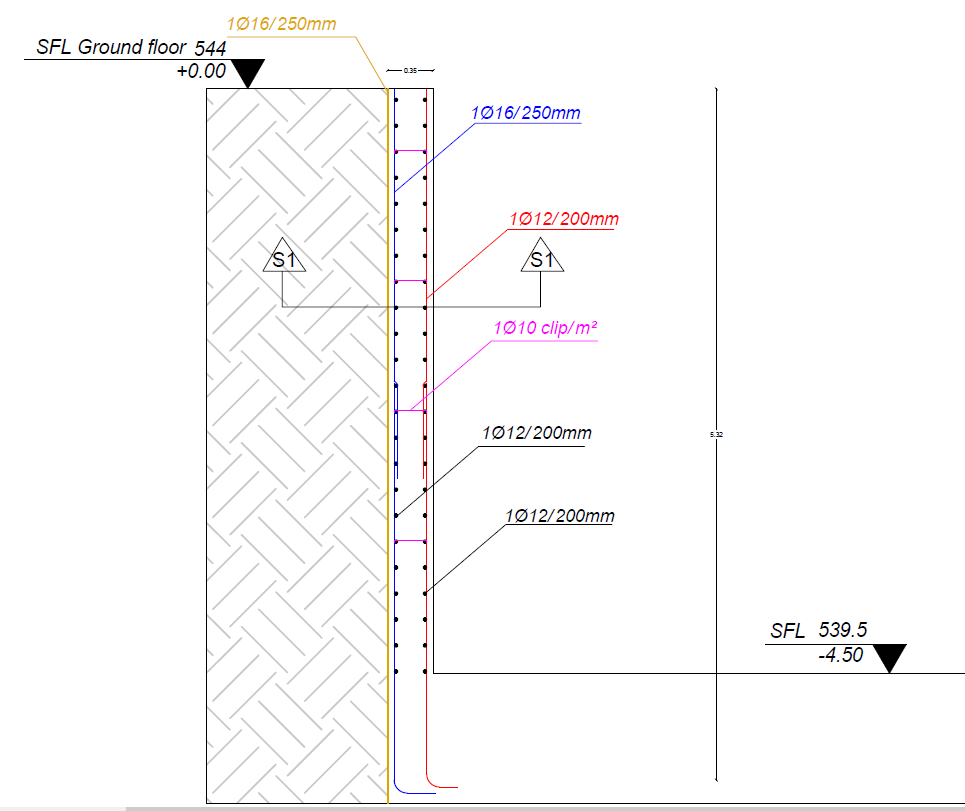 1Ø16/250mm
SFL Ground floor 544
+0.00
0.35
1Ø16/250mm
1Ø12/200mm
S1
S1
1Ø10 clip/m²
1Ø12/200mm
5.32
1Ø12/200mm
SFL 539.5
-4.50